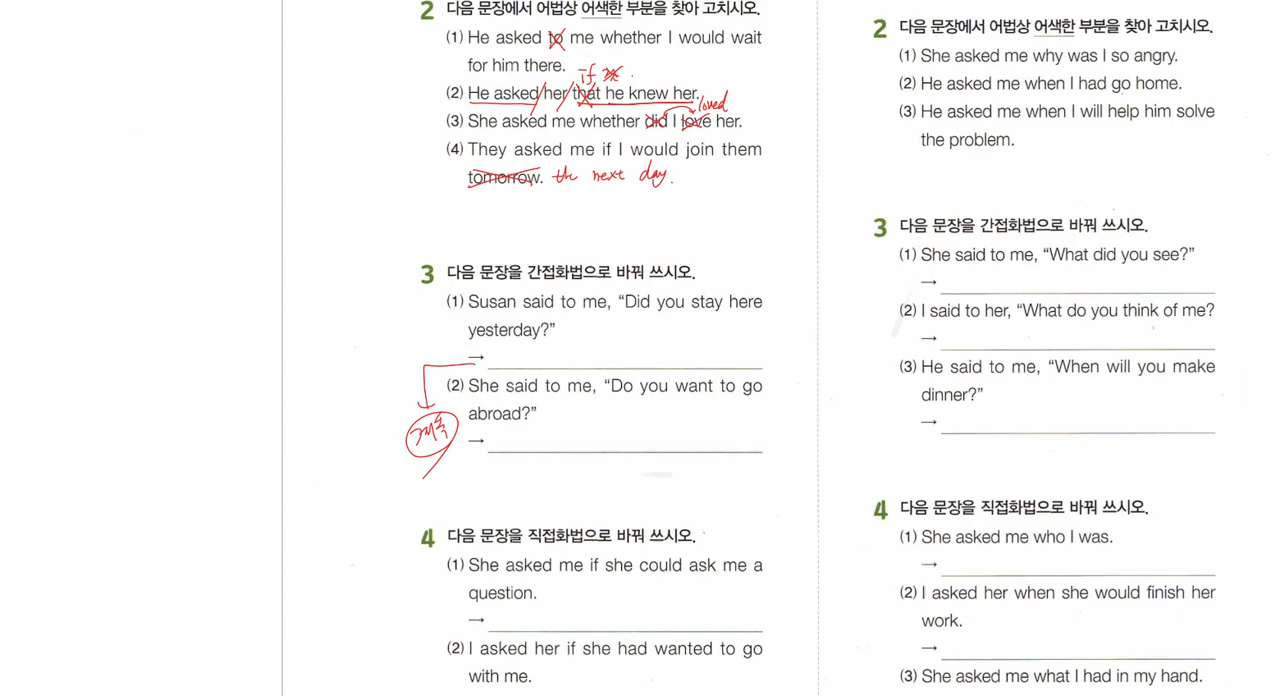 2 다음 문장에서 어법상 어색한 부분을 찾아 고치시오.
(1) He asked to me whether I would wait
for him there.
if
(2) He asked her that he knew her.
loved
(3) She asked me whether did I love her.
(4) They asked me if I would join them
tomorrow. the next day.
3 다음 문장을 간접화법으로 바꿔 쓰시오.
(1) Susan said to me, “Did you stay here
yesterday?”
→
(2) She said to me, “Do you want to go
abroad?”
→
4 다음 문장을 직접화법으로 바꿔 쓰시오.
(1) She asked me if she could ask me a
question.
→
(2) I asked her if she had wanted to go
with me.
2 다음 문장에서 어법상 어색한 부분을 찾아 고치시오.
(1) She asked me why was I so angry.
(2) He asked me when I had go home.
(3) He asked me when I will help him solve
the problem.
3 다음 문장을 간접화법으로 바꿔 쓰시오.
(1) She said to me, “What did you see?”
→
(2) I said to her, “What do you think of me?
→
(3) He said to me, “When will you make
dinner?”
→
4 다음 문장을 직접화법으로 바꿔 쓰시오.
(1) She asked me who I was.
→
(2) I asked her when she would finish her
work.
→
(3) She asked me what I had in my hand.